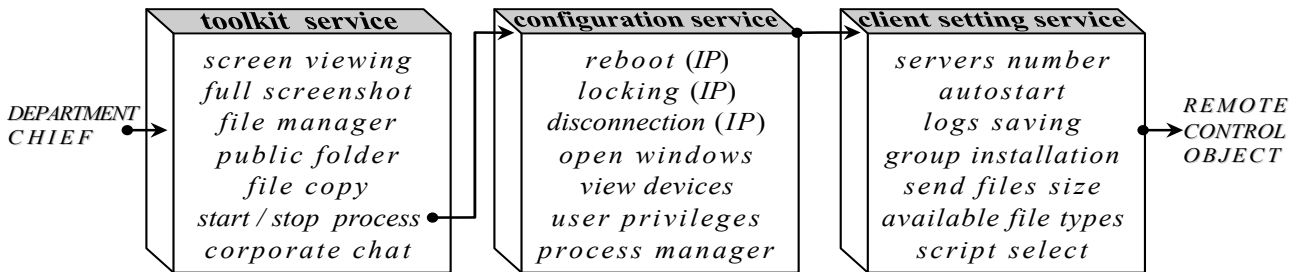 DEPARTMENT
CHIEF
toolkit service
screen viewing
full screenshot
file manager
public folder
file copy
start / stop process
corporate chat
configuration service
reboot (IP)
locking (IP)
disconnection (IP)
open windows
view devices
user privileges
process manager
client setting service
servers number
autostart
logs saving
group installation
send files size
available file types
script select
REMOTE
CONTROL
OBJECT